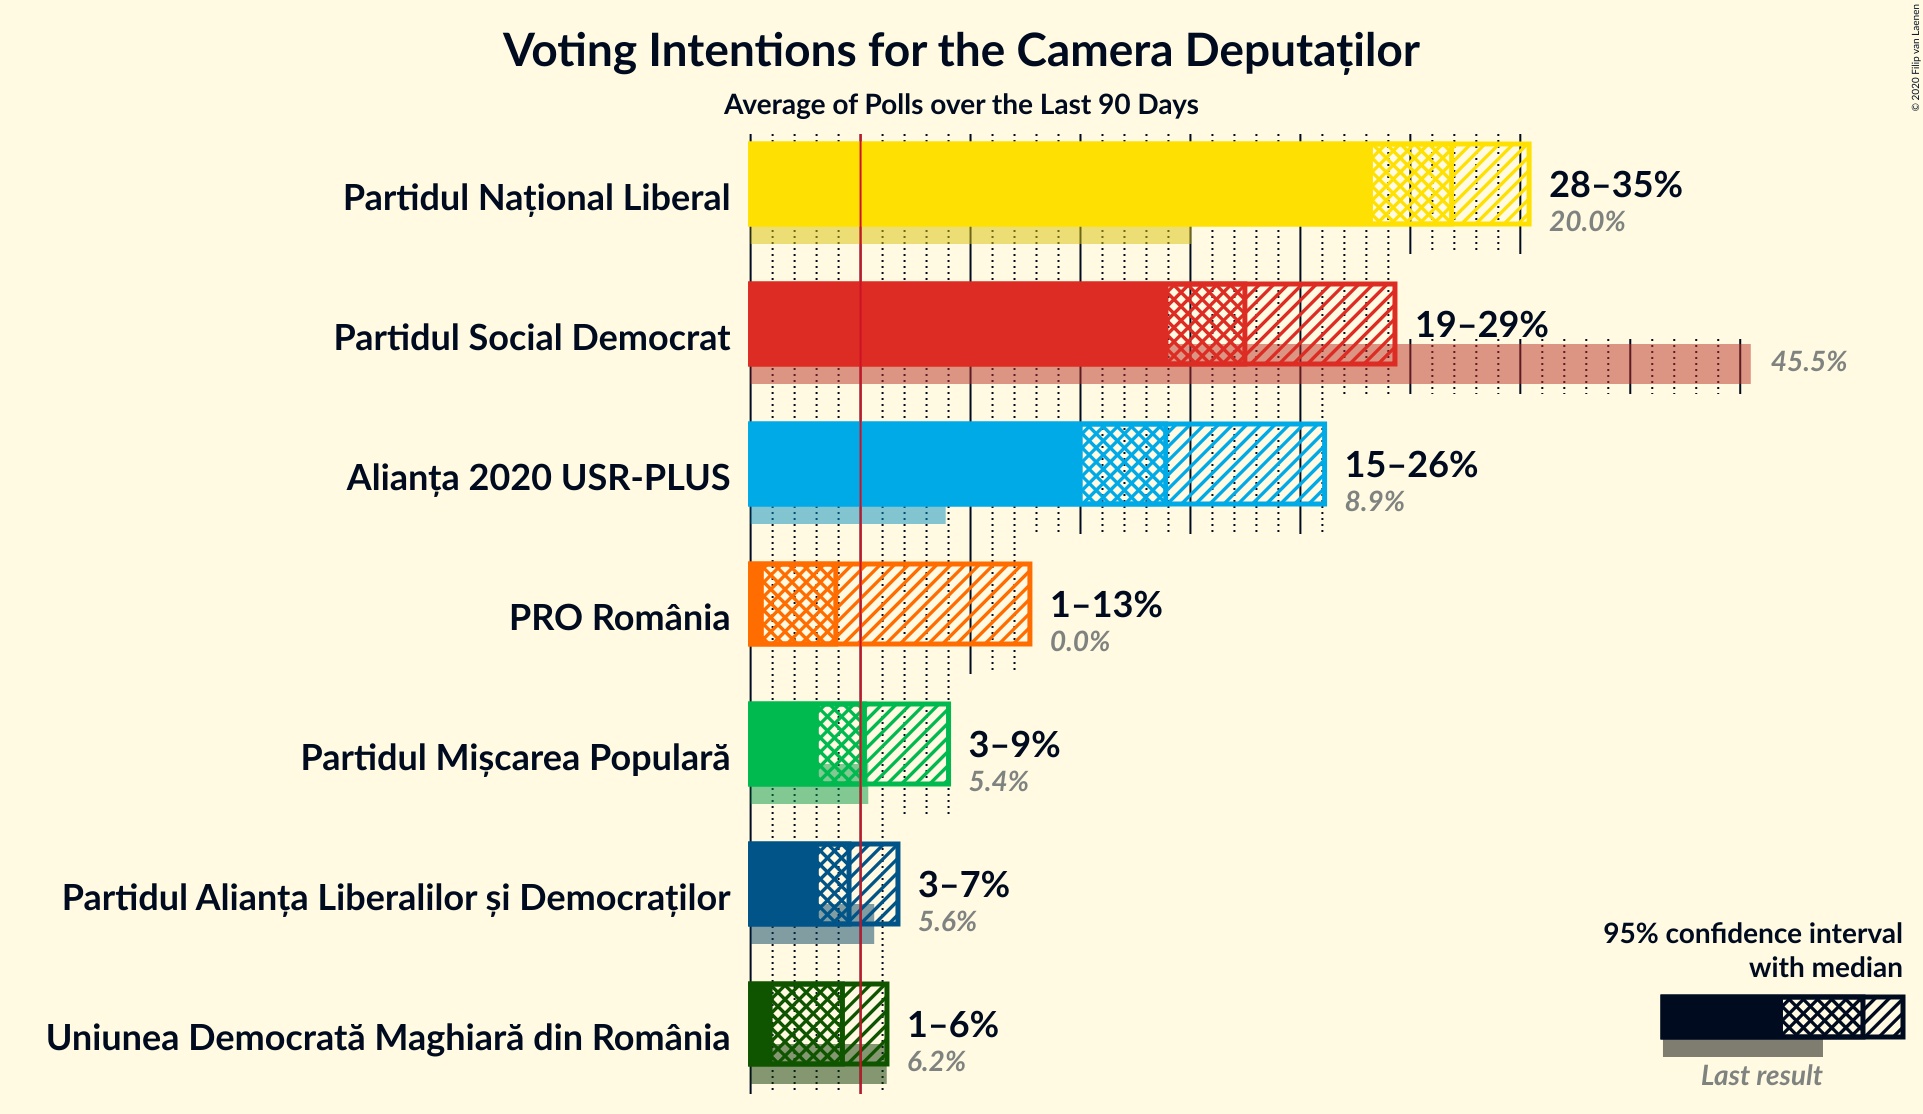 Voting Intentions for the Camera Deputaților
Average of Polls over the Last 90 Days
© 2020 Filip van Laenen
Partidul Național Liberal
28–35%
20.0%
Partidul Social Democrat
19–29%
45.5%
Alianța 2020 USR-PLUS
15–26%
8.9%
PRO România
1–13%
0.0%
Partidul Mișcarea Populară
3–9%
5.4%
Partidul Alianța Liberalilor și Democraților
3–7%
5.6%
Uniunea Democrată Maghiară din România
1–6%
6.2%
95% confidence interval
with median
Last result